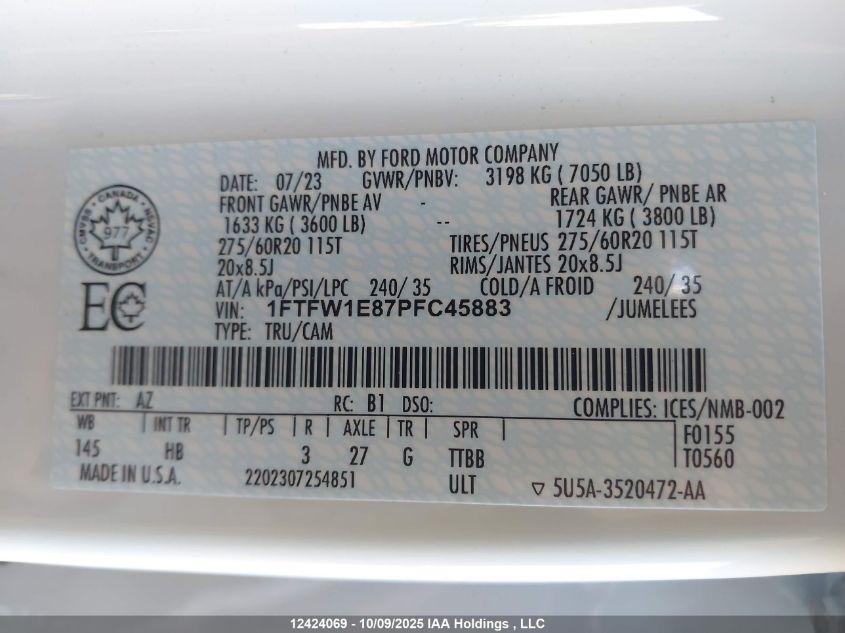 MFD. BY FORD MOTOR COMPANY
DATE: 07/23 GVWR/PNBV: 3198 KG ( 7050 LB)
FRONT GAWR/PNBE AV - REAR GAWR/ PNBE AR
1633 KG ( 3600 LB) -- 1724 KG ( 3800 LB)
275/60R20 115T TIRES/PNEUS 275/60R20 115T
20x8.5J RIMS/JANTES 20x8.5J
AT/A kPa/PSI/LPC 240/ 35 COLD/A FROID 240/ 35
VIN: 1FTFW1E87PFC45883 /JUMELEES
TYPE: TRU/CAM
CANADA
CMVSS NSVAC
977
TRANSPORT
EC
EXT PNT: AZ RC: B1 DSO: COMPLIES: ICES/NMB-002
WB INT TR TP/PS R AXLE TR SPR F0155
145 HB 3 27 G TTBB T0560
MADE IN U.S.A. 2202307254851 ULT ▽ 5U5A-3520472-AA
12424069 - 10/09/2025 IAA Holdings , LLC